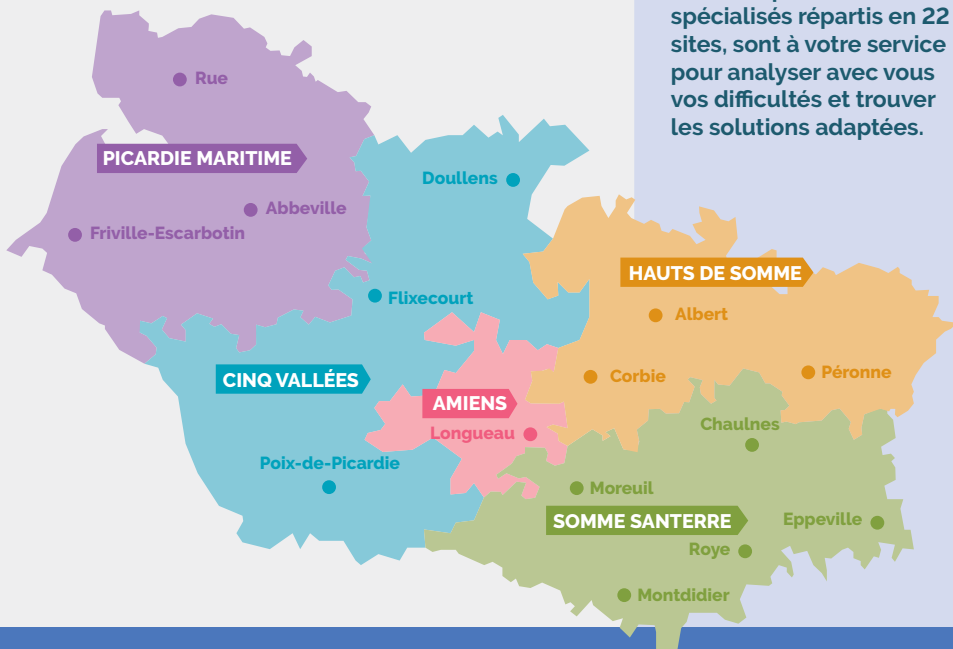 spécialisés répartis en 22
sites, sont à votre service
pour analyser avec vous
vos difficultés et trouver
les solutions adaptées.
Rue
PICARDIE MARITIME
Doullens
Abbeville
Friville-Escarbotin
HAUTS DE SOMME
Flixecourt
Albert
CINQ VALLÉES
Corbie
Péronne
AMIENS
Chaulnes
Longueau
Poix-de-Picardie
Moreuil
SOMME SANTERRE
Eppeville
Roye
Montdidier